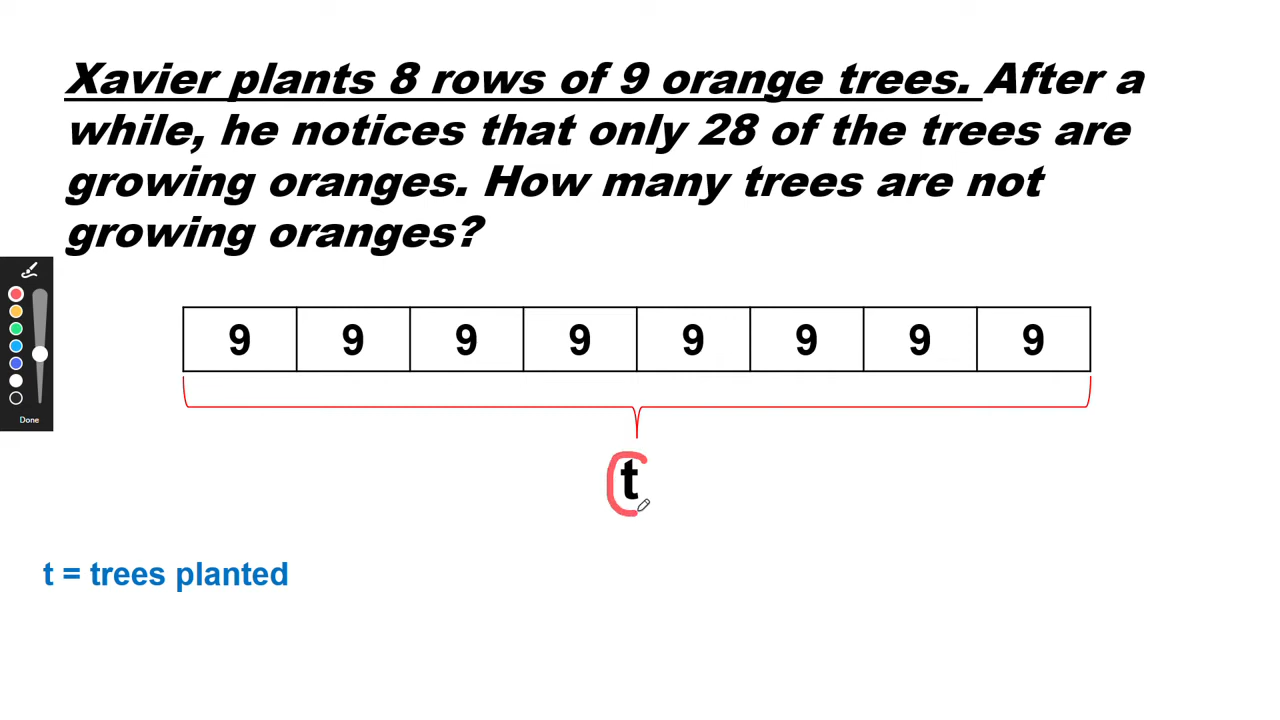 Xavier plants 8 rows of 9 orange trees. After a
while, he notices that only 28 of the trees are
growing oranges. How many trees are not
growing oranges?
9 9 9 9 9 9 9 9
t
Done
t = trees planted